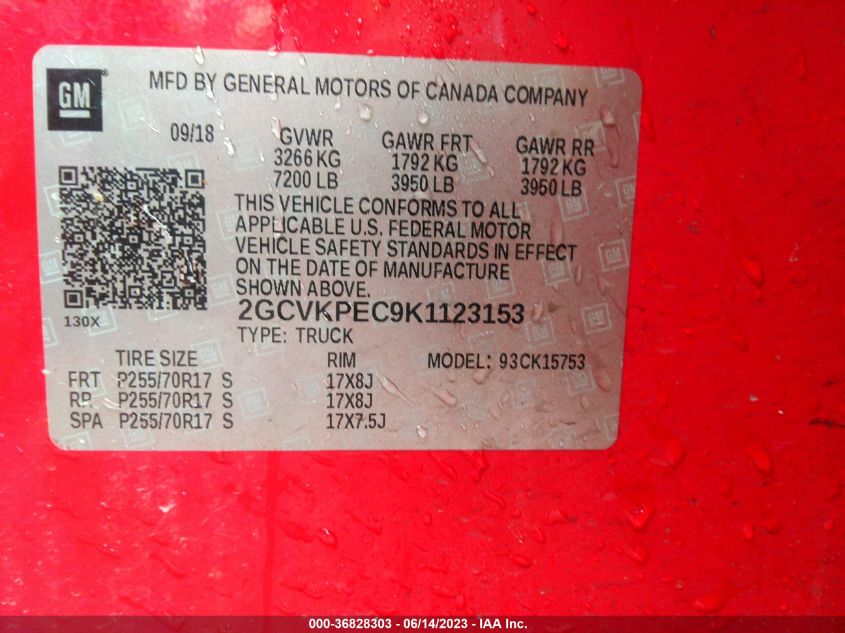 GM
MFD BY GENERAL MOTORS OF CANADA COMPANY
09/18 GVWR GAWR FRT GAWR RR
3266 KG 1792 KG 1792 KG
7200 LB 3950 LB 3950 LB
THIS VEHICLE CONFORMS TO ALL
APPLICABLE U.S. FEDERAL MOTOR
VEHICLE SAFETY STANDARDS IN EFFECT
ON THE DATE OF MANUFACTURE
SHOWN ABOVE.
130X 2GCVKPEC9K1123153
TYPE: TRUCK
TIRE SIZE RIM MODEL: 93CK15753
FRT P255/70R17 S 17X8J
RR P255/70R17 S 17X8J
SPA P255/70R17 S 17X7.5J
000-36828303 - 06/14/2023 - IAA Inc.